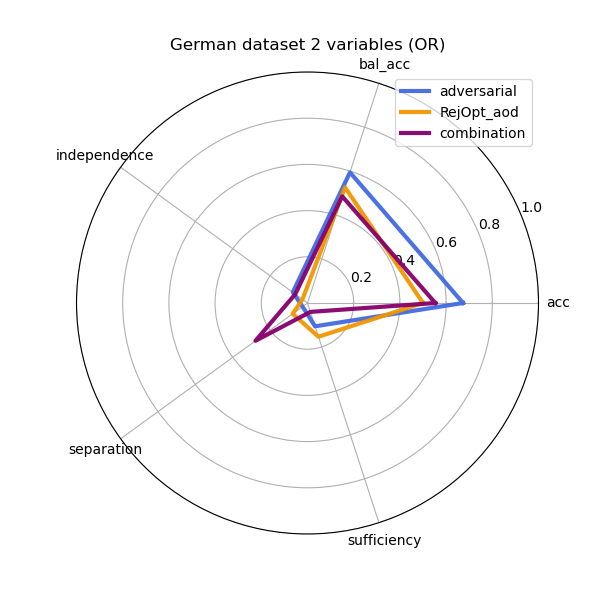 German dataset 2 variables (OR)
bal_acc
adversarial
RejOpt_aod
combination
independence
1.0
0.8
0.6
0.4
0.2
acc
separation
sufficiency